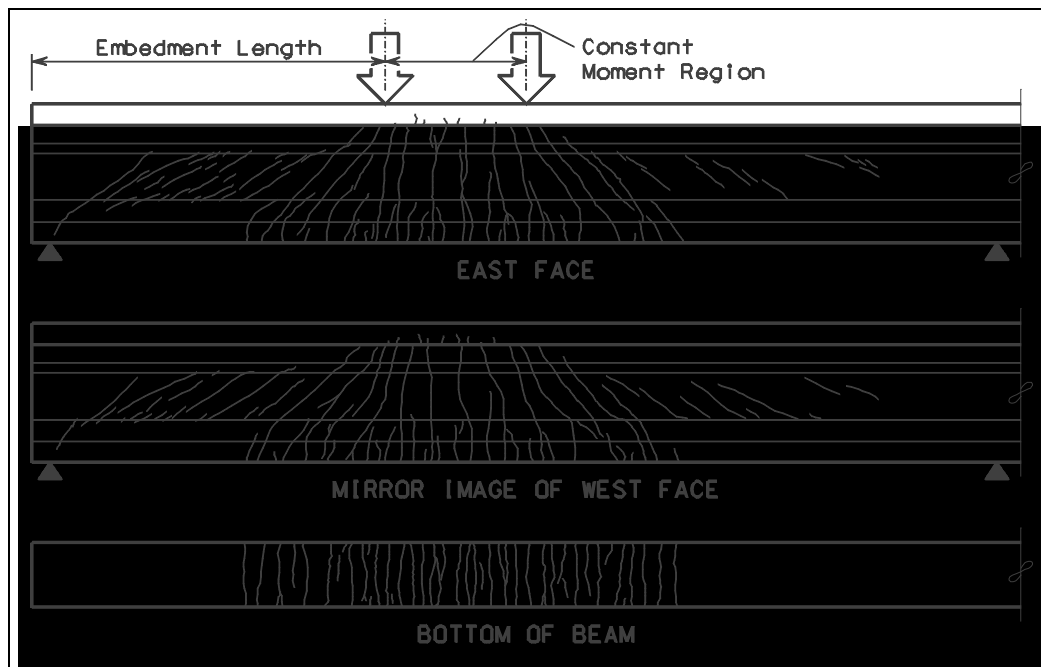 Embedment Length
Constant
Moment Region
EAST FACE
MIRROR IMAGE OF WEST FACE
BOTTOM OF BEAM